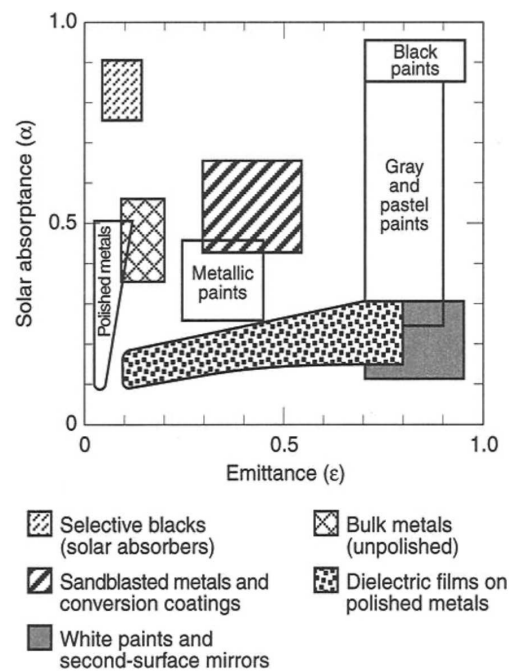 1.0
Black
paints
Gray
and
pastel
paints
Solar absorptance (α)
0.5
Polished metals
Metallic
paints
0
0
0.5
1.0
Emittance (ε)
Selective blacks
(solar absorbers)
Bulk metals
(unpolished)
Sandblasted metals and
conversion coatings
Dielectric films on
polished metals
White paints and
second-surface mirrors